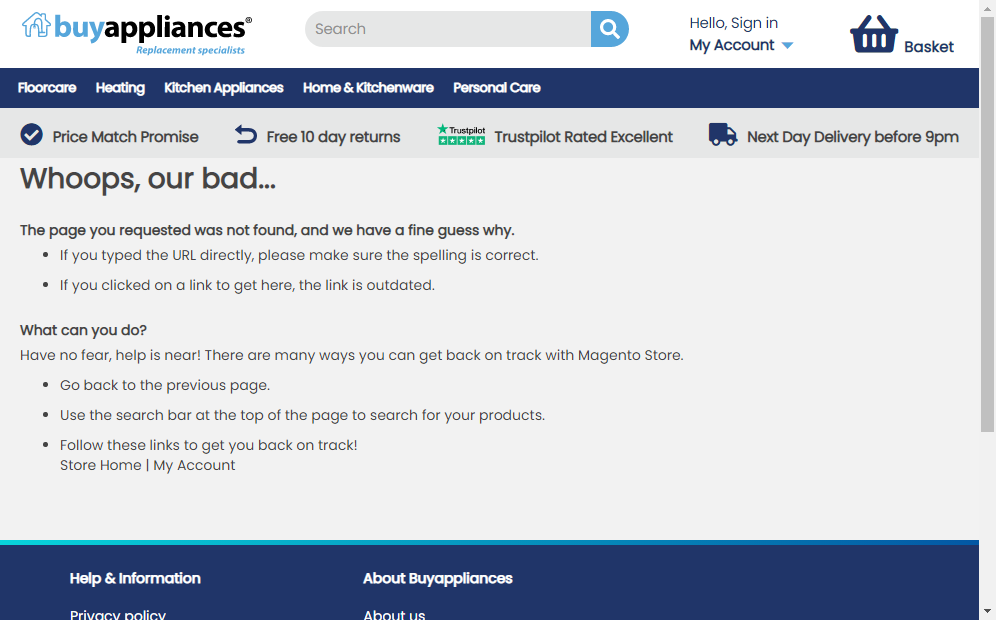 buyappliances®
Replacement specialists
Search
Hello, Sign in
My Account
Basket
Floorcare Heating Kitchen Appliances Home & Kitchenware Personal Care
Price Match Promise Free 10 day returns Trustpilot Trustpilot Rated Excellent Next Day Delivery before 9pm
Whoops, our bad...
The page you requested was not found, and we have a fine guess why.
If you typed the URL directly, please make sure the spelling is correct.
If you clicked on a link to get here, the link is outdated.
What can you do?
Have no fear, help is near! There are many ways you can get back on track with Magento Store.
Go back to the previous page.
Use the search bar at the top of the page to search for your products.
Follow these links to get you back on track!
Store Home | My Account
Help & Information About Buyappliances
Privacy policy About us